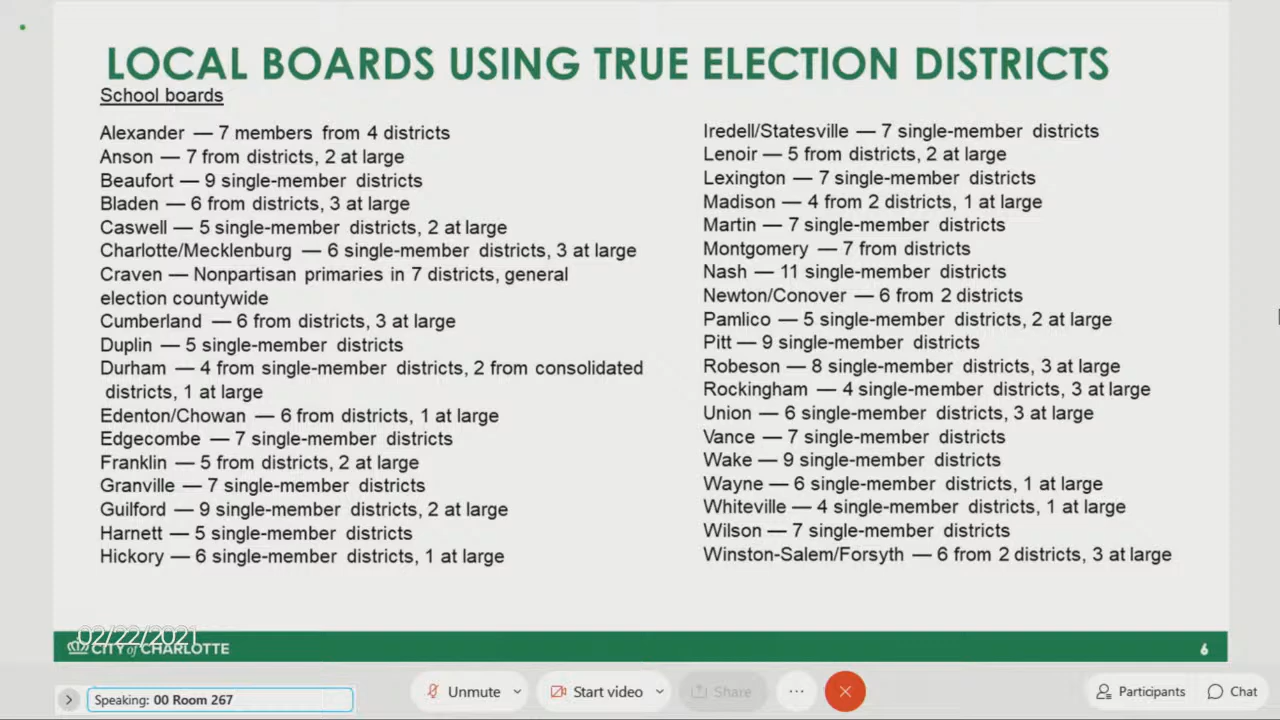 LOCAL BOARDS USING TRUE ELECTION DISTRICTS
School boards
Alexander — 7 members from 4 districts
Anson — 7 from districts, 2 at large
Beaufort — 9 single-member districts
Bladen — 6 from districts, 3 at large
Caswell — 5 single-member districts, 2 at large
Charlotte/Mecklenburg — 6 single-member districts, 3 at large
Craven — Nonpartisan primaries in 7 districts, general
election countywide
Cumberland — 6 from districts, 3 at large
Duplin — 5 single-member districts
Durham — 4 from single-member districts, 2 from consolidated
districts, 1 at large
Edenton/Chowan — 6 from districts, 1 at large
Edgecombe — 7 single-member districts
Franklin — 5 from districts, 2 at large
Granville — 7 single-member districts
Guilford — 9 single-member districts, 2 at large
Harnett — 5 single-member districts
Hickory — 6 single-member districts, 1 at large
Iredell/Statesville — 7 single-member districts
Lenoir — 5 from districts, 2 at large
Lexington — 7 single-member districts
Madison — 4 from 2 districts, 1 at large
Martin — 7 single-member districts
Montgomery — 7 from districts
Nash — 11 single-member districts
Newton/Conover — 6 from 2 districts
Pamlico — 5 single-member districts, 2 at large
Pitt — 9 single-member districts
Robeson — 8 single-member districts, 3 at large
Rockingham — 4 single-member districts, 3 at large
Union — 6 single-member districts, 3 at large
Vance — 7 single-member districts
Wake — 9 single-member districts
Wayne — 6 single-member districts, 1 at large
Whiteville — 4 single-member districts, 1 at large
Wilson — 7 single-member districts
Winston-Salem/Forsyth — 6 from 2 districts, 3 at large
02/22/2021
CITY of CHARLOTTE
6
Speaking: 00 Room 267
Unmute
Start video
Share
Participants
Chat